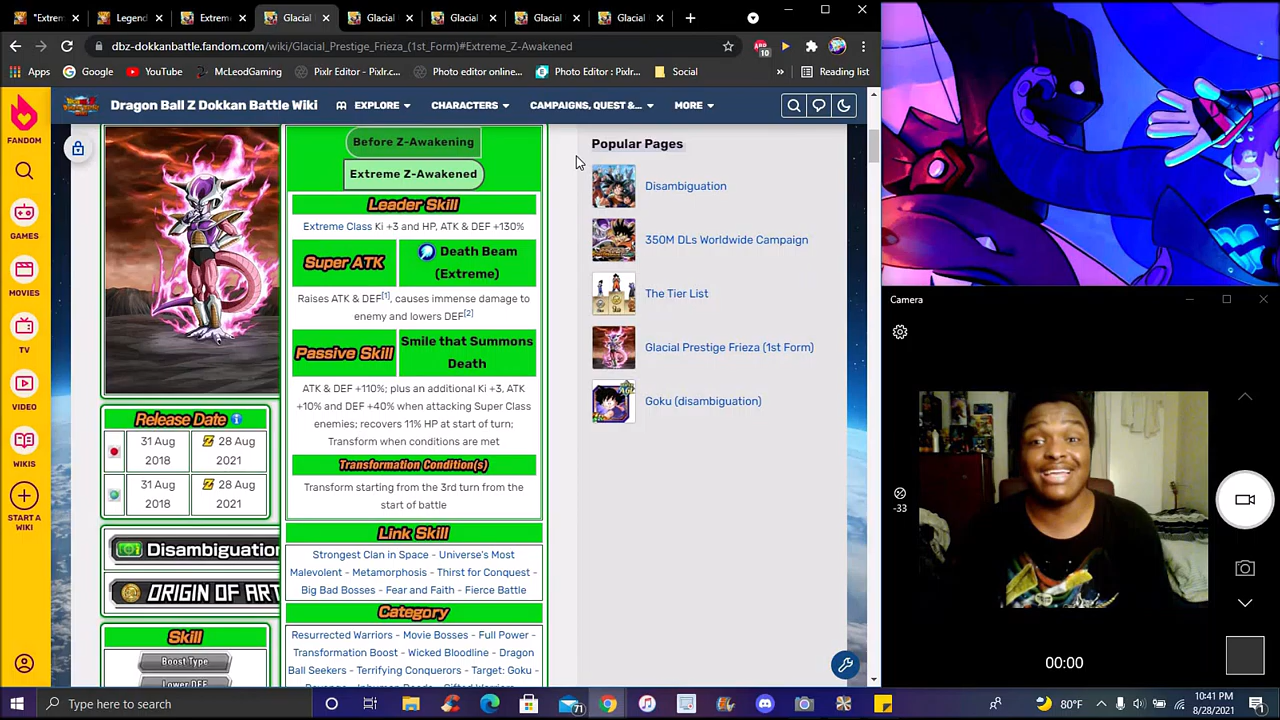 "Extrem
Legend
Extrem
Glacial
Glacial
Glacial
Glacial
Glacial
dbz-dokkanbattle.fandom.com/wiki/Glacial_Prestige_Frieza_(1st_Form)#Extreme_Z-Awakened
10
Apps
Google
YouTube
McLeodGaming
Pixlr Editor - Pixlr...
Photo editor online...
Photo Editor : Pixlr...
Social
»
Reading list
FANDOM
GAMES
MOVIES
TV
VIDEO
WIKIS
START A
WIKI
Dragon Ball Z Dokkan Battle Wiki
EXPLORE
CHARACTERS
CAMPAIGNS, QUEST &...
MORE
Before Z-Awakening
Extreme Z-Awakened
Leader Skill
Extreme Class Ki +3 and HP, ATK & DEF +130%
Super ATK
Death Beam
(Extreme)
Raises ATK & DEF[1], causes immense damage to
enemy and lowers DEF[2]
Passive Skill
Smile that Summons
Death
ATK & DEF +110%; plus an additional Ki +3, ATK
+10% and DEF +40% when attacking Super Class
enemies; recovers 11% HP at start of turn;
Transform when conditions are met
Transformation Condition(s)
Transform starting from the 3rd turn from the
start of battle
Link Skill
Strongest Clan in Space - Universe's Most
Malevolent - Metamorphosis - Thirst for Conquest -
Big Bad Bosses - Fear and Faith - Fierce Battle
Category
Resurrected Warriors - Movie Bosses - Full Power -
Transformation Boost - Wicked Bloodline - Dragon
Ball Seekers - Terrifying Conquerors - Target: Goku -
Release Date
31 Aug
2018
Z 28 Aug
2021
31 Aug
2018
Z 28 Aug
2021
Disambiguation
ORIGIN OF ART
Skill
Boost Type
Lower DEF
Popular Pages
Disambiguation
350M DLs Worldwide Campaign
The Tier List
Glacial Prestige Frieza (1st Form)
Goku (disambiguation)
Camera
-33
00:00
Type here to search
71
80°F
10:41 PM
8/28/2021